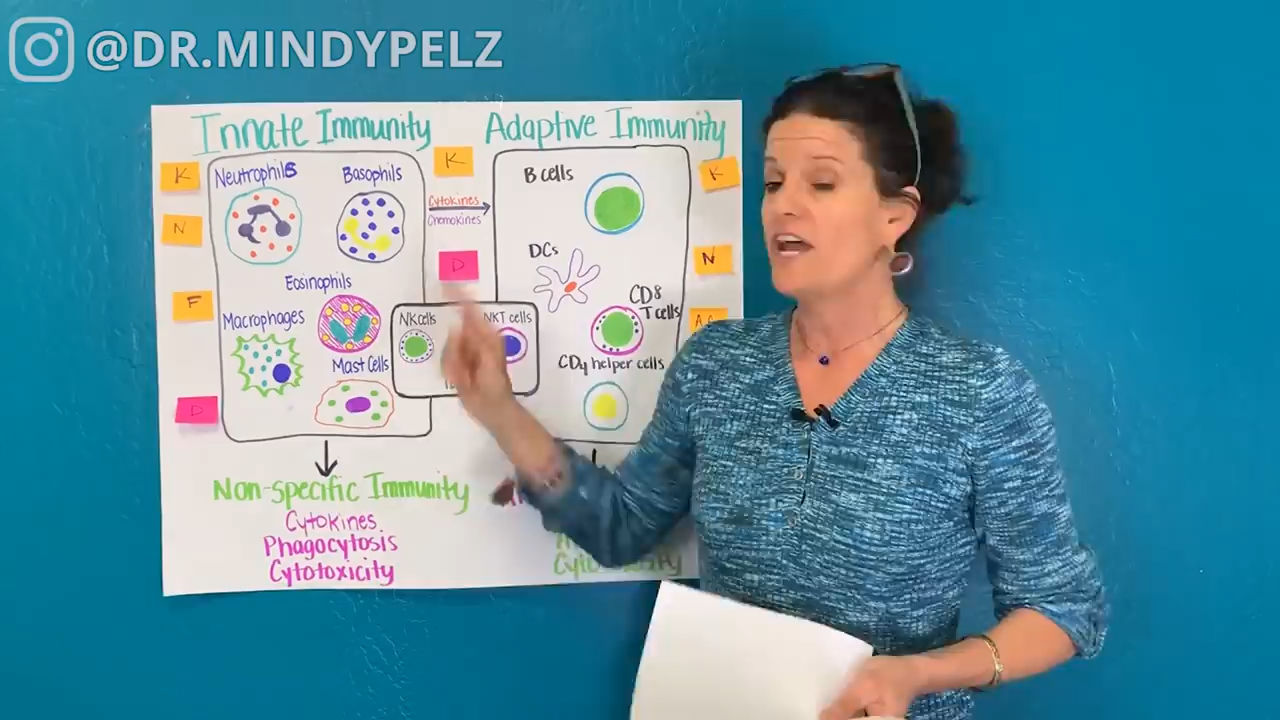 @DR.MINDYPELZ
Innate Immunity
Adaptive Immunity
K
K
K
Neutrophils
Basophils
B cells
Cytokines
Chemokines
N
N
DCs
D
Eosinophils
F
CD8
T cells
Macrophages
NK cells
NKT cells
Mast Cells
CD4 helper cells
D
Non-specific Immunity
Cytokines
Phagocytosis
Cytotoxicity